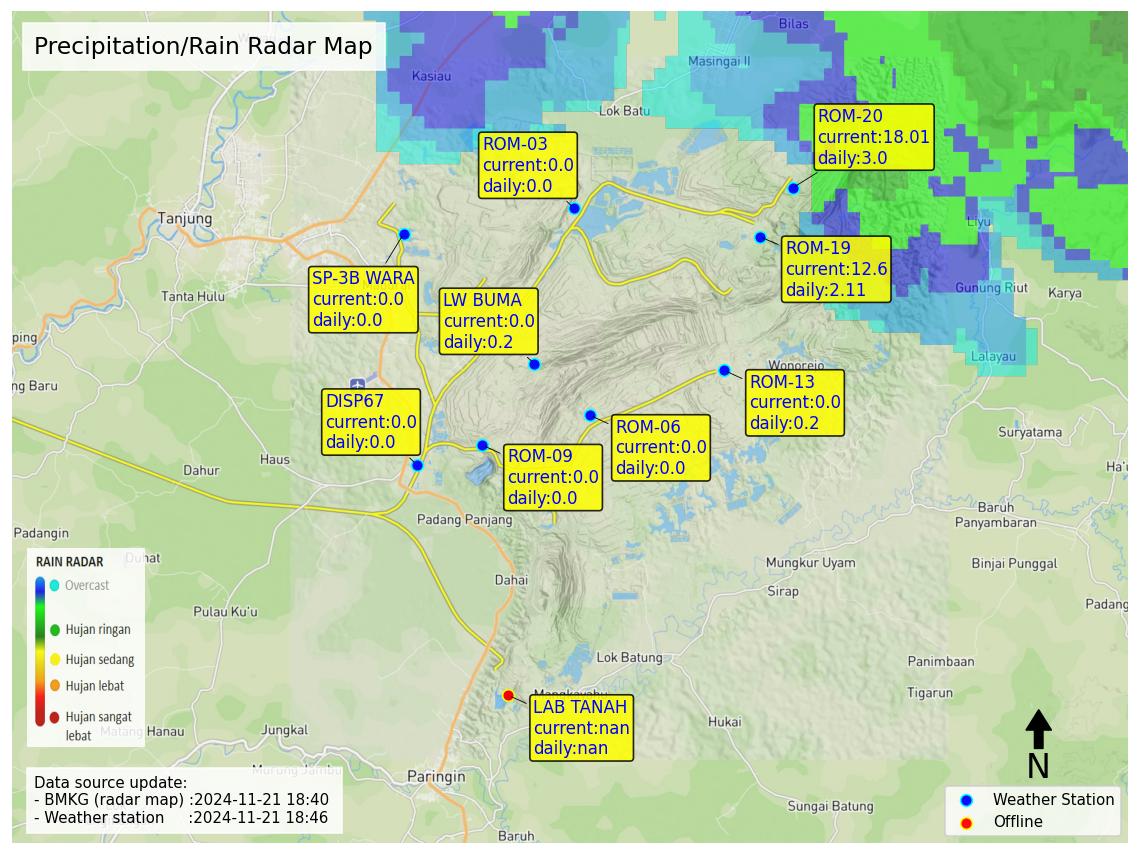 Precipitation/Rain Radar Map
Bilas
Kasiau
Masingai II
Lok Batu
ROM-20
current:18.01
daily:3.0
ROM-03
current:0.0
daily:0.0
Tanjung
Liyu
ROM-19
current:12.6
daily:2.11
SP-3B WARA
current:0.0
daily:0.0
Tanta Hulu
LW BUMA
current:0.0
daily:0.2
Gunung Riut
Karya
ping
Lalayau
Wonorejo
ng Baru
ROM-13
current:0.0
daily:0.2
DISP67
current:0.0
daily:0.0
ROM-06
current:0.0
daily:0.0
Suryatama
Haus
Dahur
ROM-09
current:0.0
daily:0.0
Ha'u
Baruh
Panyambaran
Padang Panjang
Padangin
Duhat
Mungkur Uyam
Binjai Punggal
RAIN RADAR
Overcast
Hujan ringan
Hujan sedang
Hujan lebat
Hujan sangat
lebat
Dahai
Sirap
Padang
Pulau Ku'u
Lok Batung
Panimbaan
Tigarun
Mangkayahu
LAB TANAH
current:nan
daily:nan
Hukai
Matang Hanau
Jungkal
Murung Jambu
Paringin
N
Data source update:
- BMKG (radar map) :2024-11-21 18:40
- Weather station :2024-11-21 18:46
Sungai Batung
Baruh
Weather Station
Offline